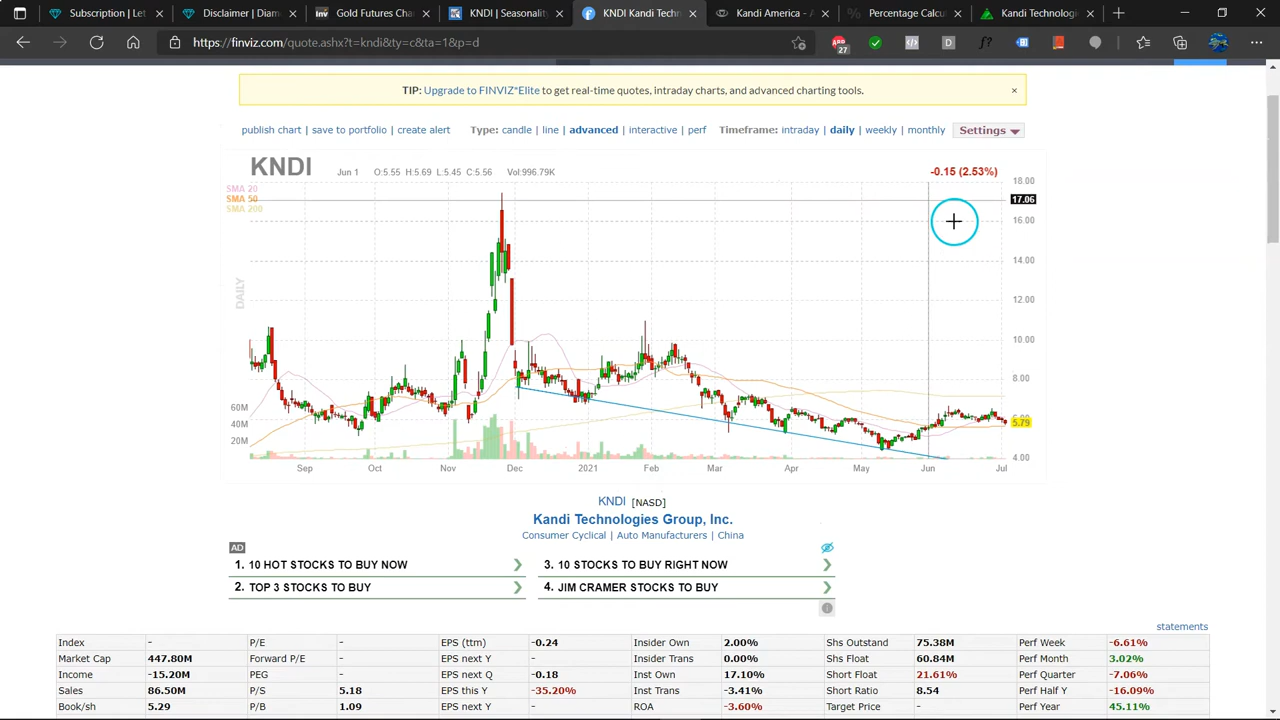 Subscription | Let
Disclaimer | Diam
Gold Futures Cha
KNDI | Seasonality
KNDI Kandi Techn
Kandi America - A
Percentage Calcu
Kandi Technologi
https://finviz.com/quote.ashx?t=kndi&ty=c&ta=1&p=d
27
TIP: Upgrade to FINVIZ*Elite to get real-time quotes, intraday charts, and advanced charting tools.
publish chart | save to portfolio | create alert Type: candle | line | advanced | interactive | perf Timeframe: intraday | daily | weekly | monthly Settings
KNDI Jun 1 O:5.55 H:5.69 L:5.45 C:5.56 Vol:996.79K -0.15 (2.53%)
SMA 20
SMA 50
SMA 200
DAILY
18.00
17.06
16.00
14.00
12.00
10.00
8.00
5.79
4.00
60M
40M
20M
Sep Oct Nov Dec 2021 Feb Mar Apr May Jun Jul
KNDI [NASD]
Kandi Technologies Group, Inc.
Consumer Cyclical | Auto Manufacturers | China
AD
1. 10 HOT STOCKS TO BUY NOW 3. 10 STOCKS TO BUY RIGHT NOW
2. TOP 3 STOCKS TO BUY 4. JIM CRAMER STOCKS TO BUY
statements
Index - P/E - EPS (ttm) -0.24 Insider Own 2.00% Shs Outstand 75.38M Perf Week -6.61%
Market Cap 447.80M Forward P/E - EPS next Y - Insider Trans 0.00% Shs Float 60.84M Perf Month 3.02%
Income -15.20M PEG - EPS next Q -0.18 Inst Own 17.10% Short Float 21.61% Perf Quarter -7.06%
Sales 86.50M P/S 5.18 EPS this Y -35.20% Inst Trans -3.41% Short Ratio 8.54 Perf Half Y -16.09%
Book/sh 5.29 P/B 1.09 EPS next Y - ROA -3.60% Target Price - Perf Year 45.11%